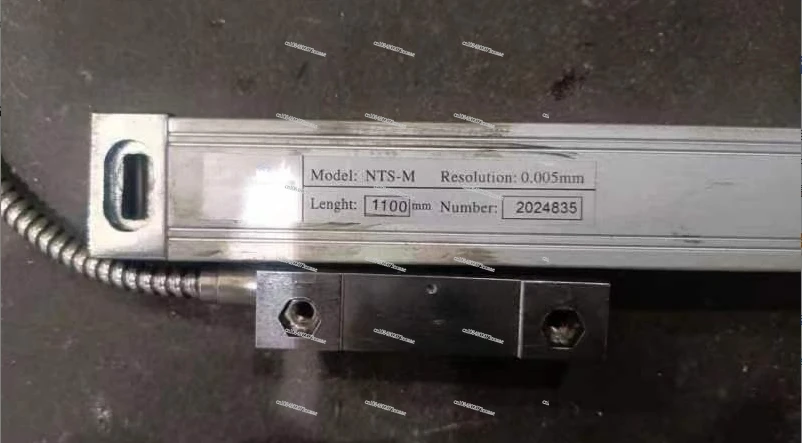 Model: NTS-M Resolution: 0.005mm
Lenght: 1100 mm Number: 2024835